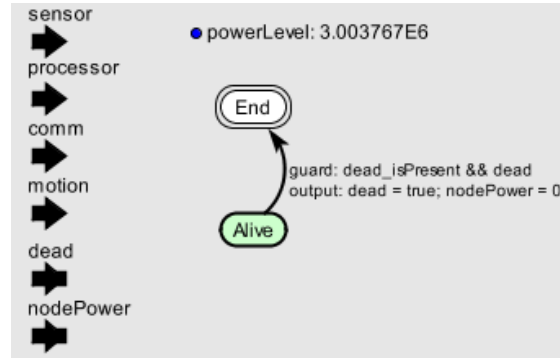 sensor
powerLevel: 3.003767E6
processor
End
comm
guard: dead_isPresent && dead
output: dead = true; nodePower = 0
motion
Alive
dead
nodePower